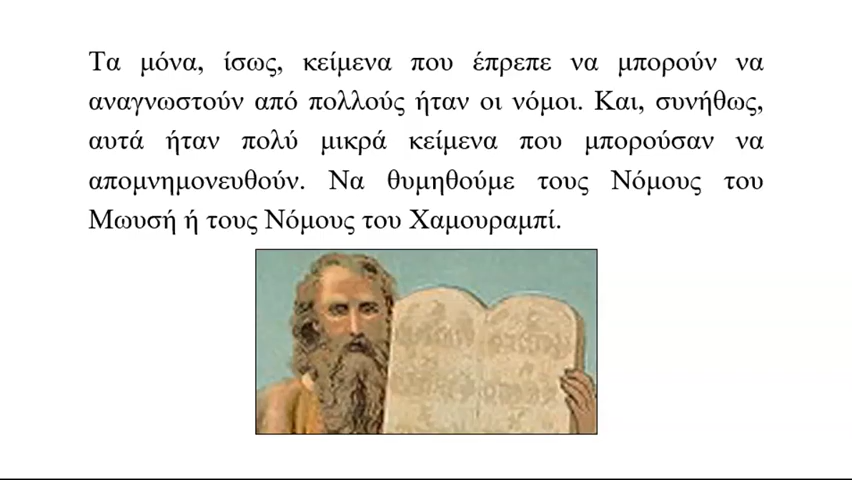 Τα μόνα, ίσως, κείμενα που έπρεπε να μπορούν να
αναγνωστούν από πολλούς ήταν οι νόμοι. Και, συνήθως,
αυτά ήταν πολύ μικρά κείμενα που μπορούσαν να
απομνημονευθούν. Να θυμηθούμε τους Νόμους του
Μωυσή ή τους Νόμους του Χαμουραμπί.